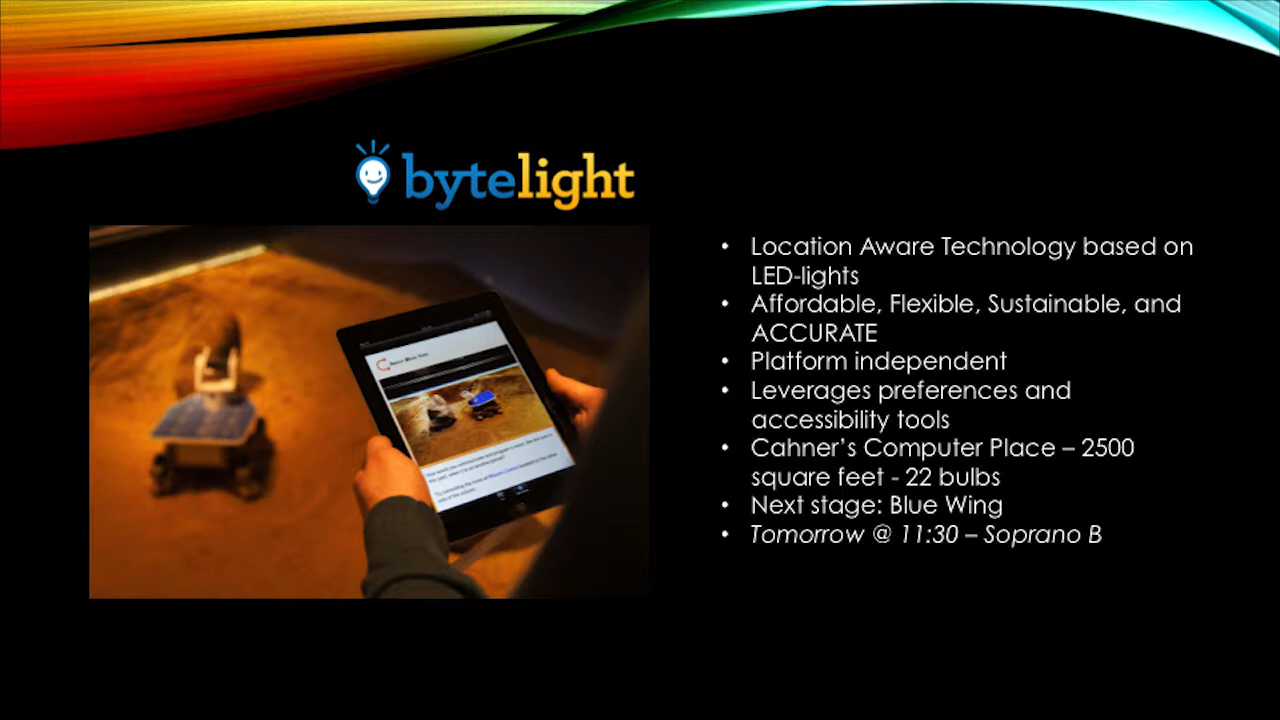 bytelight
Location Aware Technology based on
LED-lights
Affordable, Flexible, Sustainable, and
ACCURATE
Platform independent
Leverages preferences and
accessibility tools
Cahner's Computer Place – 2500
square feet - 22 bulbs
Next stage: Blue Wing
Tomorrow @ 11:30 – Soprano B